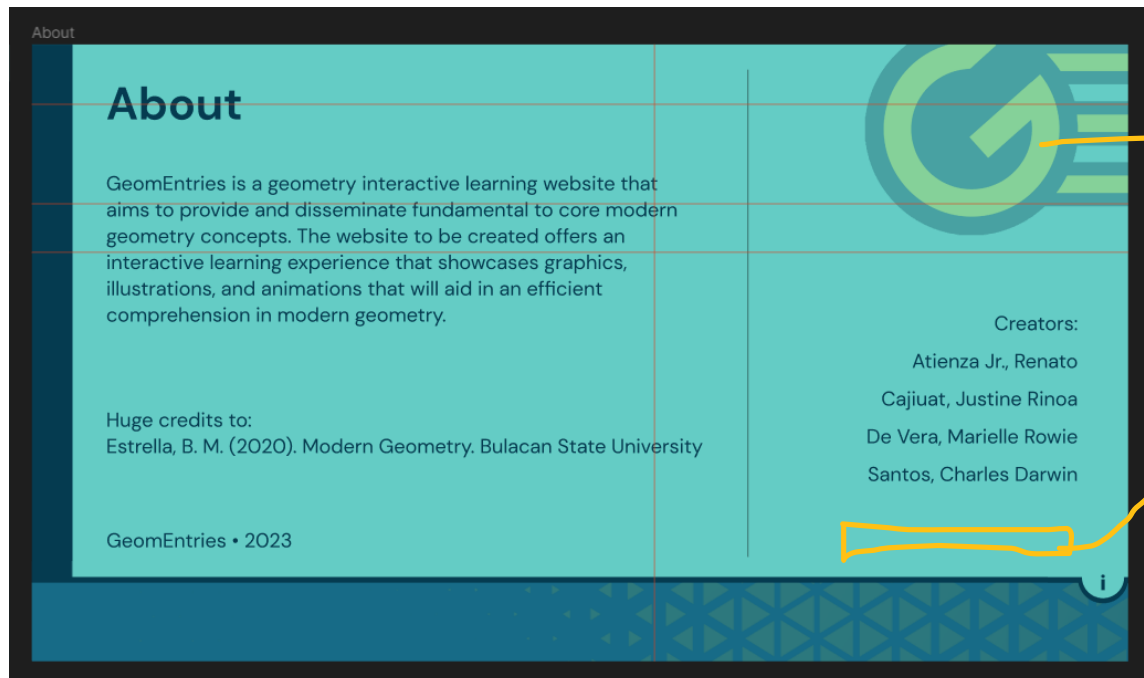 About
About
GeomEntries is a geometry interactive learning website that
aims to provide and disseminate fundamental to core modern
geometry concepts. The website to be created offers an
interactive learning experience that showcases graphics,
illustrations, and animations that will aid in an efficient
comprehension in modern geometry.
Huge credits to:
Estrella, B. M. (2020). Modern Geometry. Bulacan State University
GeomEntries • 2023
Creators:
Atienza Jr., Renato
Cajiuat, Justine Rinoa
De Vera, Marielle Rowie
Santos, Charles Darwin
i